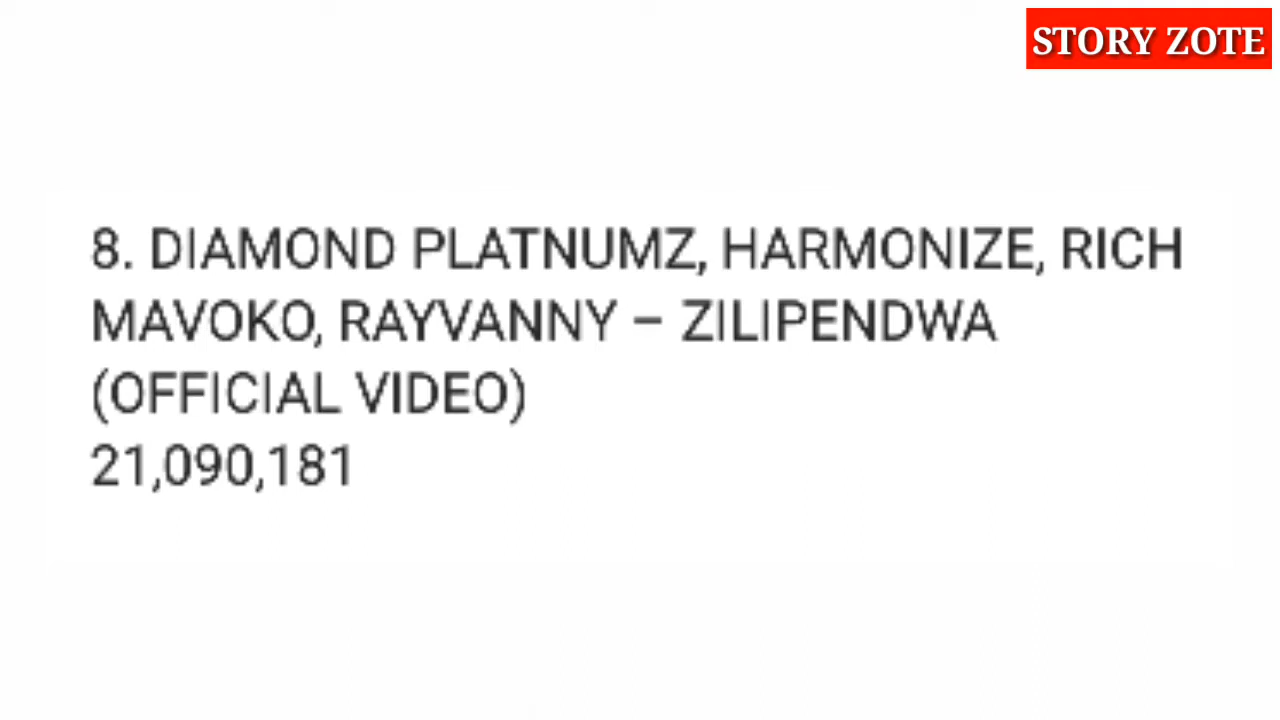 STORY ZOTE
8. DIAMOND PLATNUMZ, HARMONIZE, RICH
MAVOKO, RAYVANNY – ZILIPENDWA
(OFFICIAL VIDEO)
21,090,181